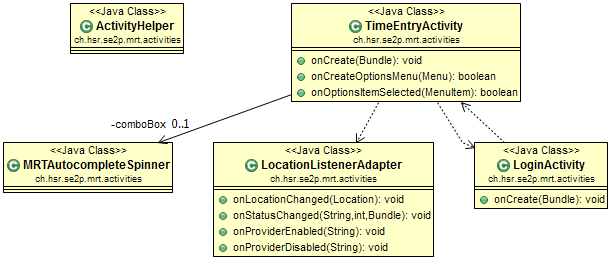 <<Java Class>>
ActivityHelper
ch.hsr.se2p.mrt.activities
<<Java Class>>
TimeEntryActivity
ch.hsr.se2p.mrt.activities
onCreate(Bundle): void
onCreateOptionsMenu(Menu): boolean
onOptionsItemSelected(MenuItem): boolean
-comboBox 0..1
<<Java Class>>
MRTAutocompleteSpinner
ch.hsr.se2p.mrt.activities
<<Java Class>>
LocationListenerAdapter
ch.hsr.se2p.mrt.activities
onLocationChanged(Location): void
onStatusChanged(String,int,Bundle): void
onProviderEnabled(String): void
onProviderDisabled(String): void
<<Java Class>>
LoginActivity
ch.hsr.se2p.mrt.activities
onCreate(Bundle): void